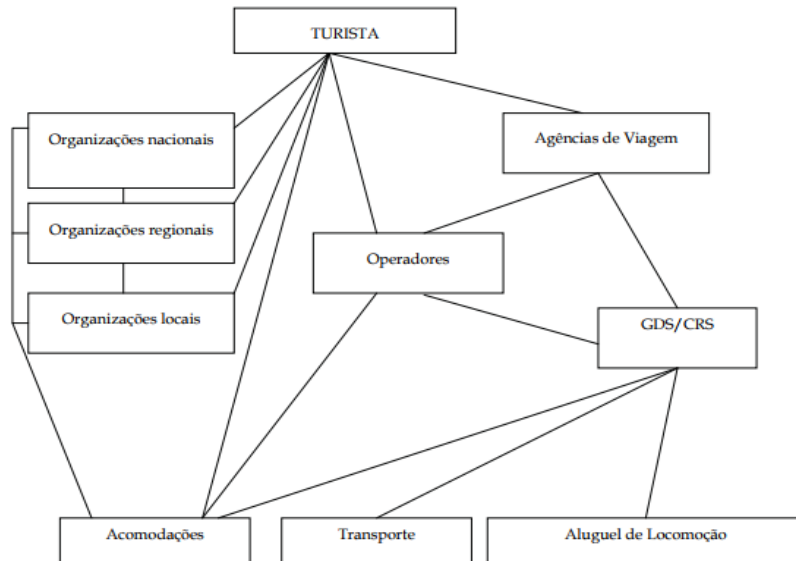 TURISTA
Organizações nacionais
Agências de Viagem
Organizações regionais
Operadores
Organizações locais
GDS/CRS
Acomodações
Transporte
Aluguel de Locomoção